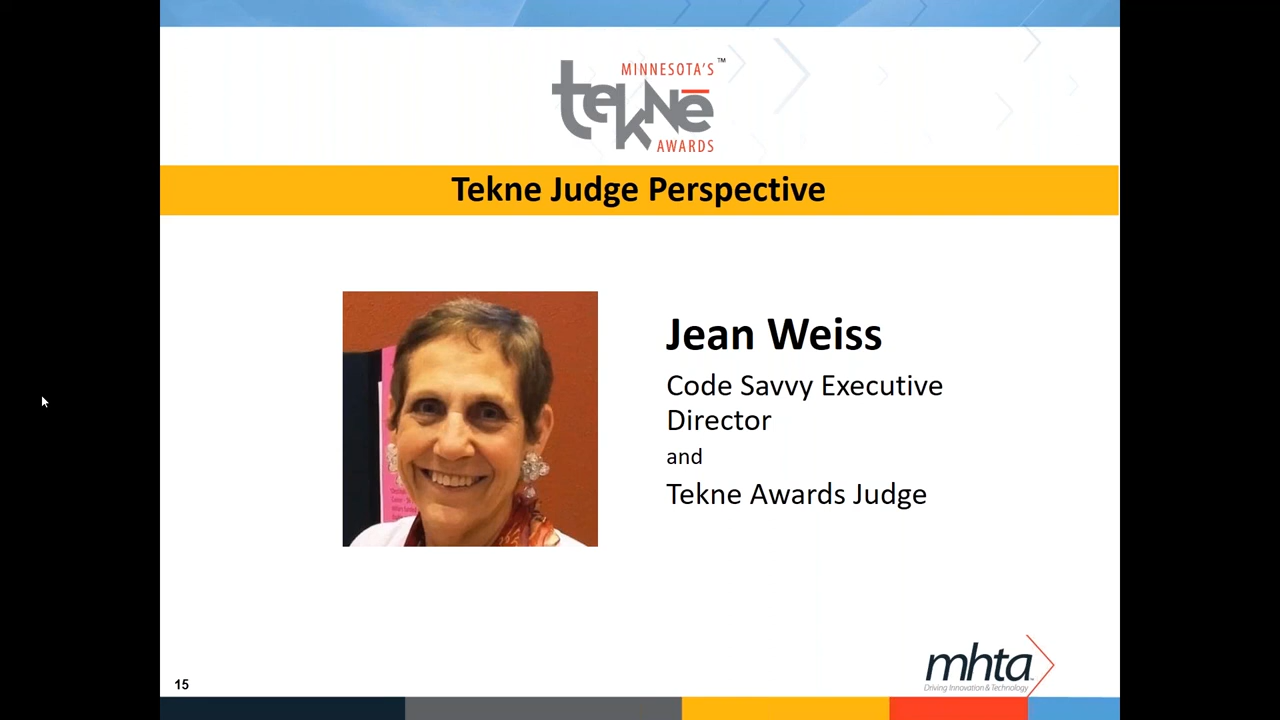 MINNESOTA'S™
teknē
AWARDS
Tekne Judge Perspective
Jean Weiss
Code Savvy Executive
Director
and
Tekne Awards Judge
mhta
Driving Innovation & Technology
15